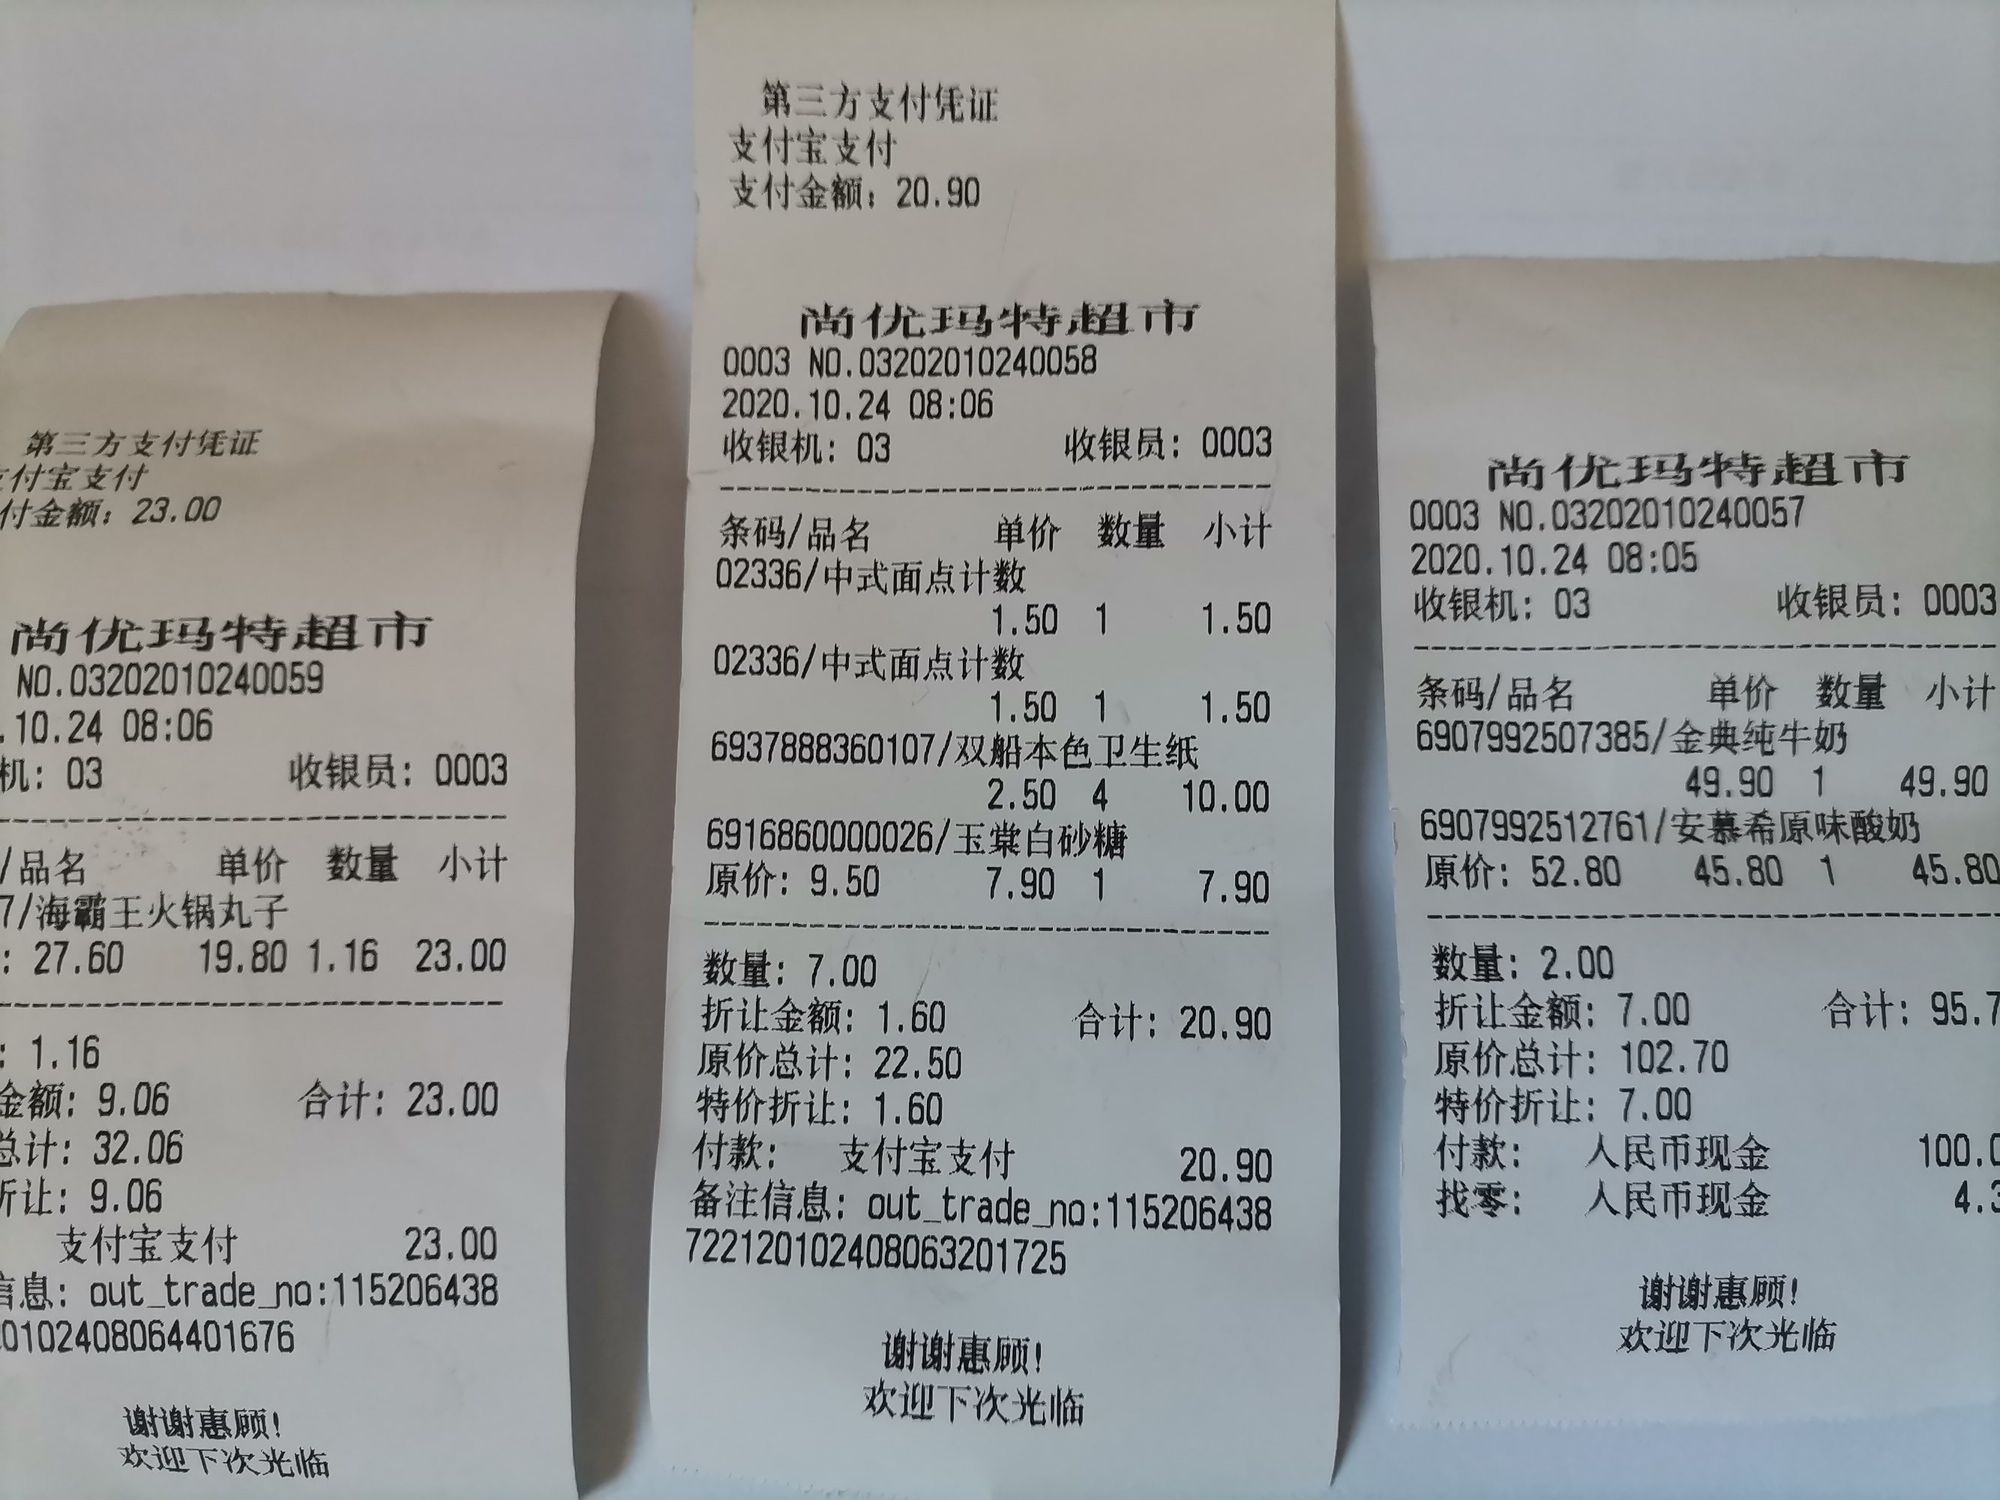 第三方支付凭证
付宝支付
付金额：23.00
尚优玛特超市
NO.03202010240059
.10.24 08:06
机：03 收银员：0003
/品名 单价 数量 小计
7/海霸王火锅丸子
：27.60 19.80 1.16 23.00
：1.16
金额：9.06 合计：23.00
总计：32.06
折让：9.06
支付宝支付 23.00
信息：out_trade_no:115206438
0102408064401676
谢谢惠顾！
欢迎下次光临
第三方支付凭证
支付宝支付
支付金额：20.90
尚优玛特超市
0003 NO.03202010240058
2020.10.24 08:06
收银机：03 收银员：0003
条码/品名 单价 数量 小计
02336/中式面点计数
1.50 1 1.50
02336/中式面点计数
1.50 1 1.50
6937888360107/双船本色卫生纸
2.50 4 10.00
6916860000026/玉棠白砂糖
原价：9.50 7.90 1 7.90
数量：7.00
折让金额：1.60 合计：20.90
原价总计：22.50
特价折让：1.60
付款： 支付宝支付 20.90
备注信息：out_trade_no:115206438
722120102408063201725
谢谢惠顾！
欢迎下次光临
尚优玛特超市
0003 NO.03202010240057
2020.10.24 08:05
收银机：03 收银员：0003
条码/品名 单价 数量 小计
6907992507385/金典纯牛奶
49.90 1 49.90
6907992512761/安慕希原味酸奶
原价：52.80 45.80 1 45.80
数量：2.00
折让金额：7.00 合计：95.7
原价总计：102.70
特价折让：7.00
付款： 人民币现金 100.0
找零： 人民币现金 4.3
谢谢惠顾！
欢迎下次光临